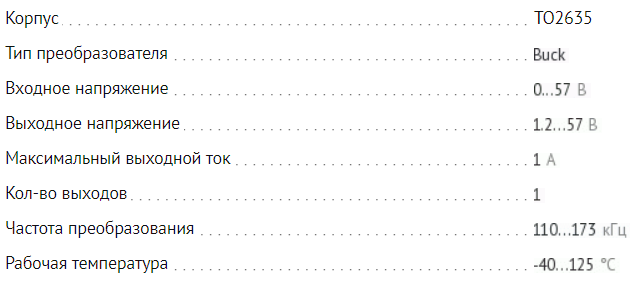 Корпус TO2635
Тип преобразователя Buck
Входное напряжение 0...57 В
Выходное напряжение 1.2...57 В
Максимальный выходной ток 1 А
Кол-во выходов 1
Частота преобразования 110...173 кГц
Рабочая температура -40...125 °C